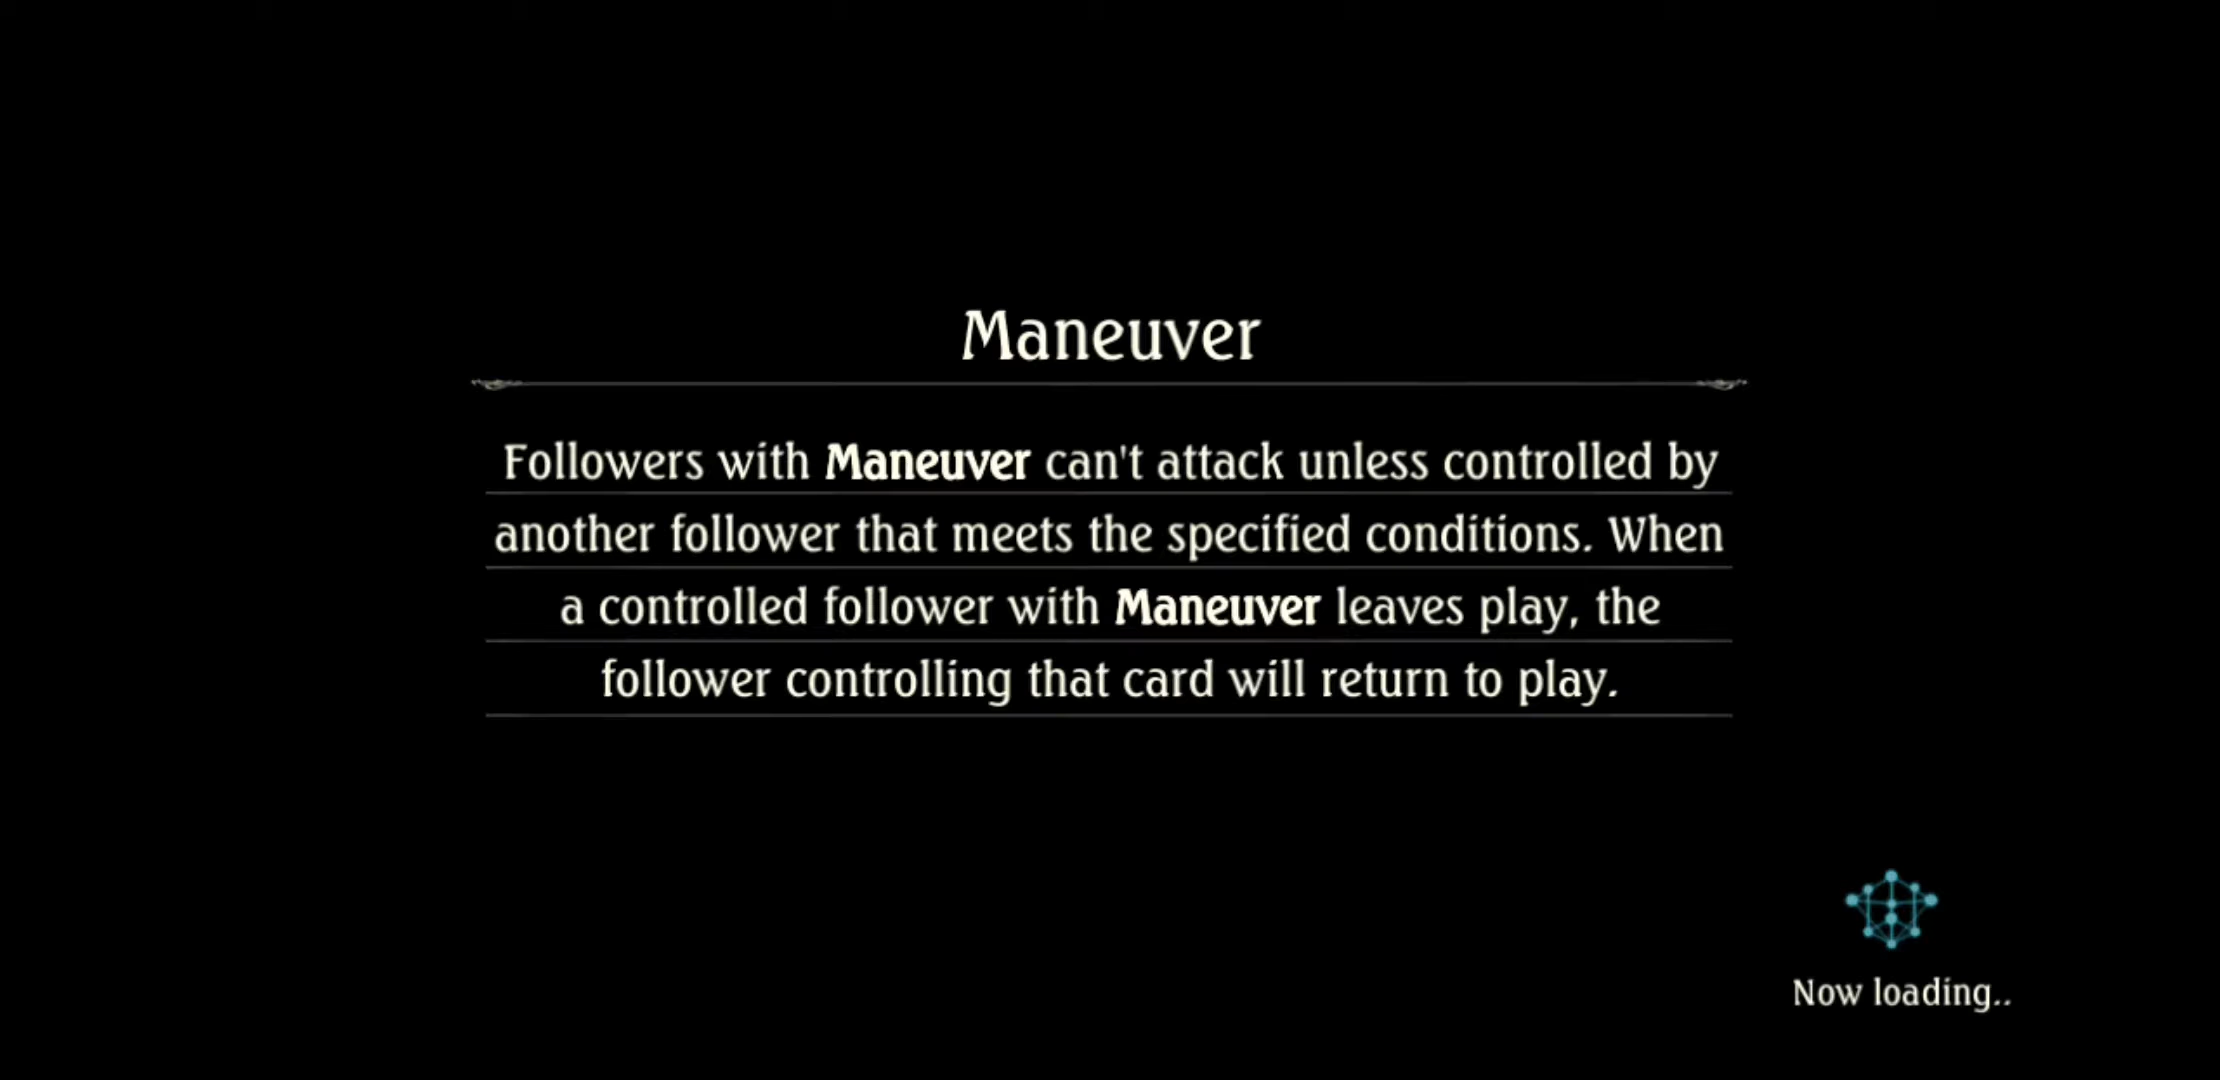 Maneuver
Followers with Maneuver can't attack unless controlled by
another follower that meets the specified conditions. When
a controlled follower with Maneuver leaves play, the
follower controlling that card will return to play.
Now loading..